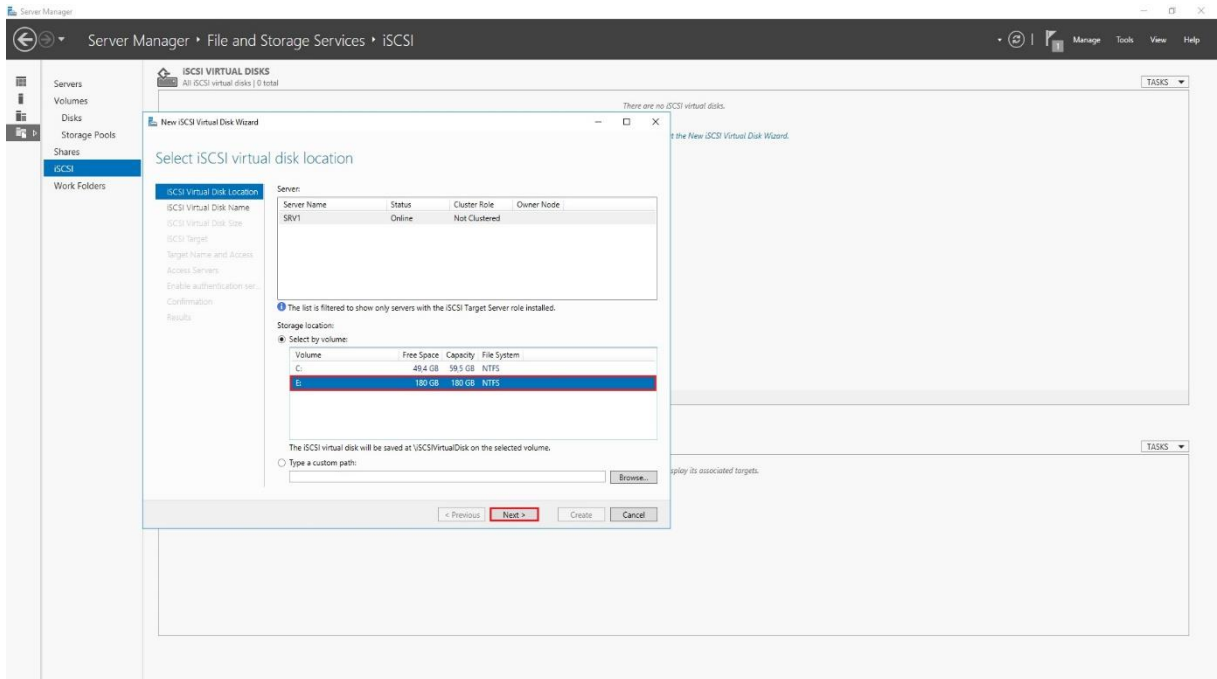 Server Manager
Server Manager ‣ File and Storage Services ‣ iSCSI
1 Manage Tools View Help
Servers
Volumes
Disks
Storage Pools
Shares
iSCSI
Work Folders
iSCSI VIRTUAL DISKS
All iSCSI virtual disks | 0 total
TASKS
There are no iSCSI virtual disks.
t the New iSCSI Virtual Disk Wizard.
New iSCSI Virtual Disk Wizard
Select iSCSI virtual disk location
iSCSI Virtual Disk Location
iSCSI Virtual Disk Name
iSCSI Virtual Disk Size
iSCSI Target
Target Name and Access
Access Servers
Enable authentication ser...
Confirmation
Results
Server:
Server Name Status Cluster Role Owner Node
SRV1 Online Not Clustered
The list is filtered to show only servers with the iSCSI Target Server role installed.
Storage location:
Select by volume:
Volume Free Space Capacity File System
C: 49,4 GB 59,5 GB NTFS
E: 180 GB 180 GB NTFS
The iSCSI virtual disk will be saved at \iSCSIVirtualDisk on the selected volume.
Type a custom path:
Browse...
< Previous Next > Create Cancel
TASKS
splay its associated targets.